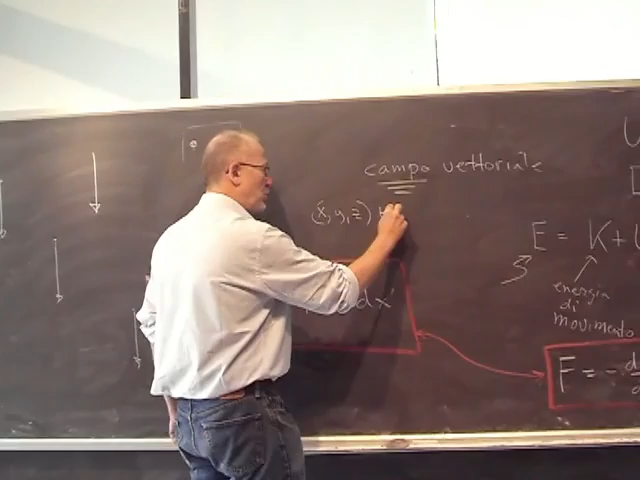 campo vettoriale
(x, y, z)
E = K +
energia
di
movimento
dx'
F = - d